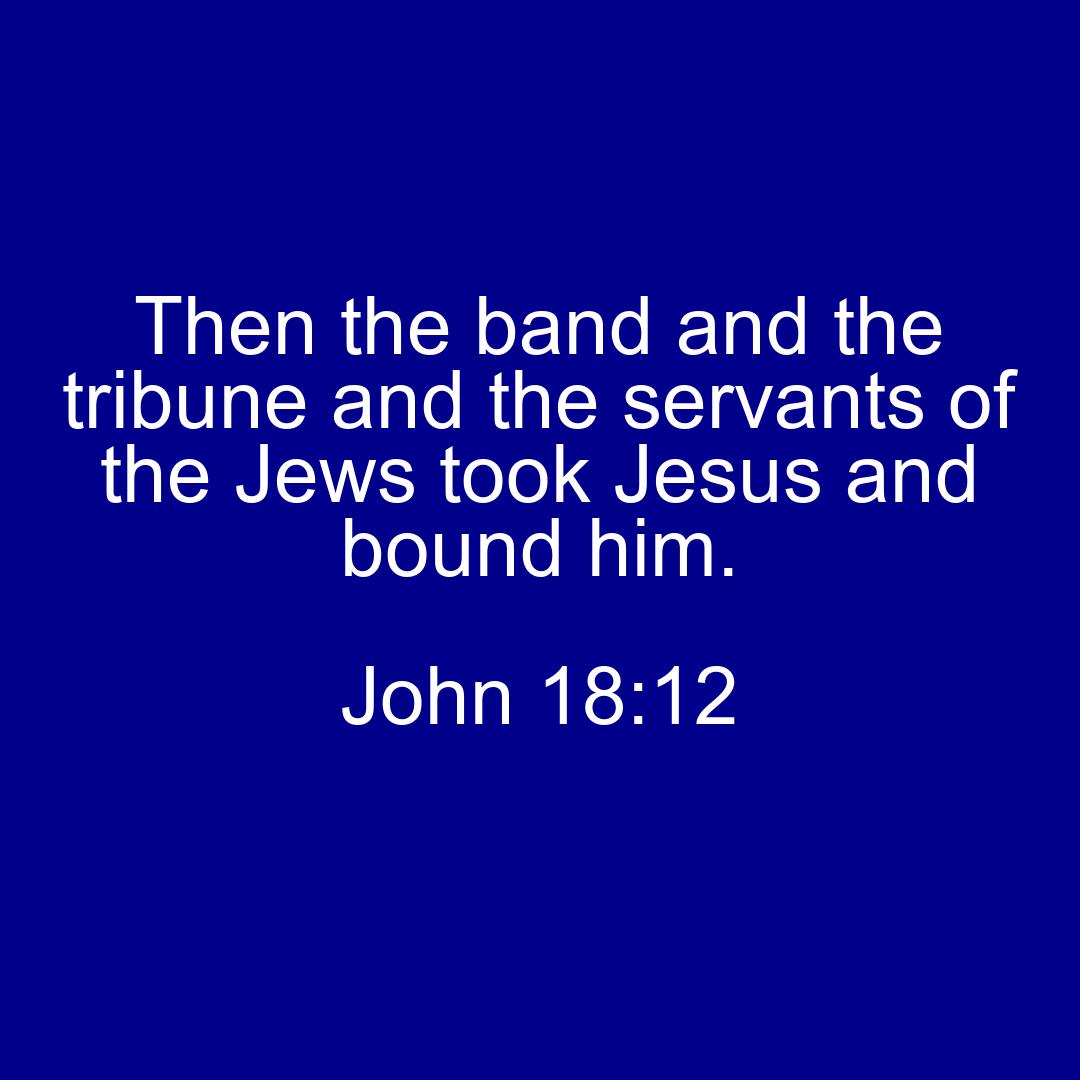 Then the band and the
tribune and the servants of
the Jews took Jesus and
bound him.
John 18:12